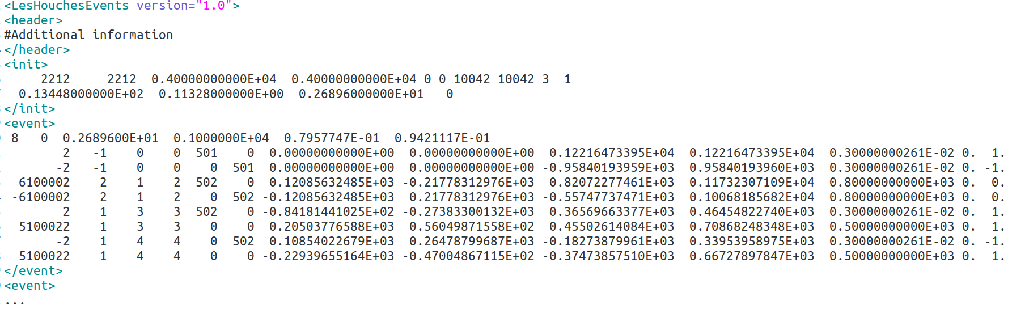 <LesHouchesEvents version="1.0">
<header>
#Additional information
</header>
<init>
2212 2212 0.40000000000E+04 0.40000000000E+04 0 0 10042 10042 3 1
0.13448000000E+02 0.11328000000E+00 0.26896000000E+01 0
</init>
<event>
8 0 0.2689600E+01 0.1000000E+04 0.7957747E-01 0.9421117E-01
2 -1 0 0 501 0 0.00000000000E+00 0.00000000000E+00 0.12216473395E+04 0.12216473395E+04 0.30000000261E-02 0. 1.
-2 -1 0 0 0 501 0.00000000000E+00 0.00000000000E+00 -0.95840193959E+03 0.95840193960E+03 0.30000000261E-02 0. -1.
6100002 2 1 2 502 0 0.12085632485E+03 -0.21778312976E+03 0.82072277461E+03 0.11732307109E+04 0.80000000000E+03 0. 0.
-6100002 2 1 2 0 502 -0.12085632485E+03 0.21778312976E+03 -0.55747737471E+03 0.10068185682E+04 0.80000000000E+03 0. 0.
2 1 3 3 502 0 -0.84181441025E+02 -0.27383300132E+03 0.36569663377E+03 0.46454822740E+03 0.30000000261E-02 0. 1.
5100022 1 3 3 0 0 0.20503776588E+03 0.56049871558E+02 0.45502614084E+03 0.70868248348E+03 0.50000000000E+03 0. 1.
-2 1 4 4 0 502 0.108540022679E+03 0.26478799687E+03 -0.18273879961E+03 0.33953958975E+03 0.30000000261E-02 0. -1.
5100022 1 4 4 0 0 -0.22939655164E+03 -0.47004867115E+02 -0.37473857510E+03 0.66727897847E+03 0.50000000000E+03 0. 1.
</event>
<event>
...